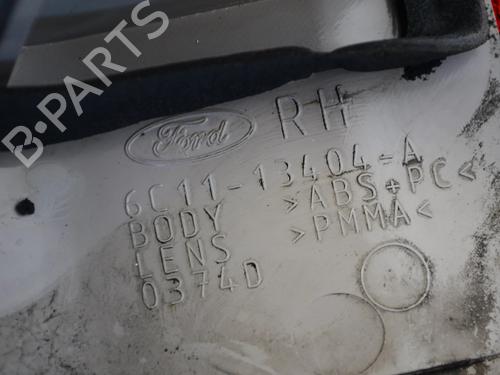 B-PARTS
Ford RH
6C11-13404-A
BODY >ABS+PC<
LENS >PMMA<
0374D